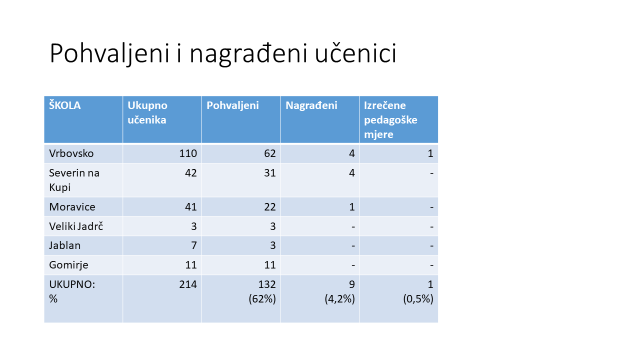 Pohvaljeni i nagrađeni učenici
ŠKOLA Ukupno učenika Pohvaljeni Nagrađeni Izrečene pedagoške mjere
Vrbovsko 110 62 4 1
Severin na Kupi 42 31 4 -
Moravice 41 22 1 -
Veliki Jadrč 3 3 - -
Jablan 7 3 - -
Gomirje 11 11 - -
UKUPNO: 214 132 9 1
% (62%) (4,2%) (0,5%)